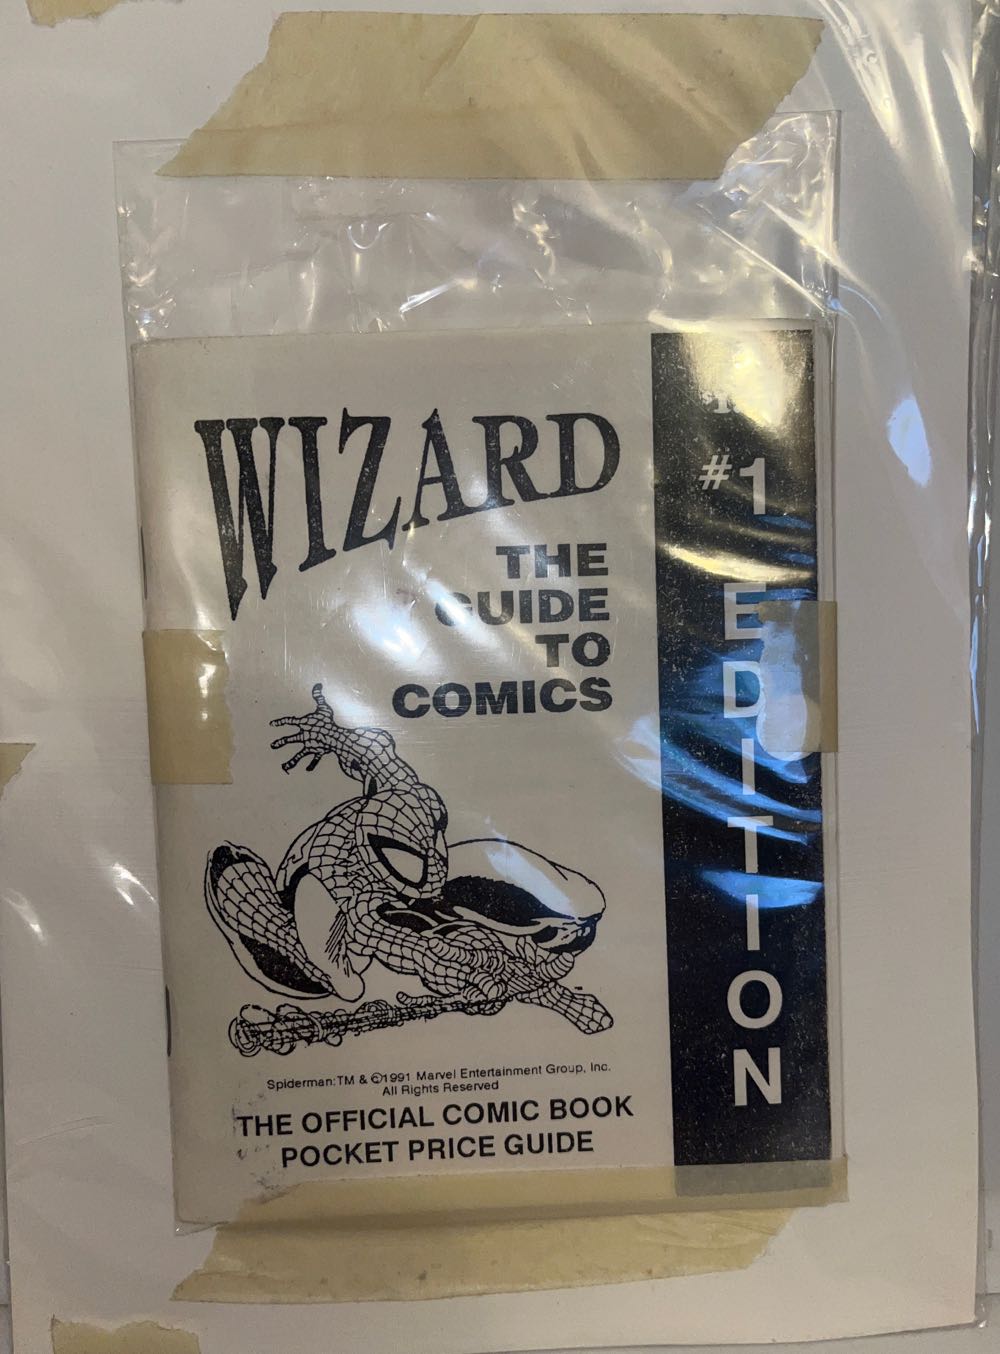 WIZARD
THE
GUIDE
TO
COMICS
#1
EDITION
Spiderman:TM & ©1991 Marvel Entertainment Group, Inc.
All Rights Reserved
THE OFFICIAL COMIC BOOK
POCKET PRICE GUIDE